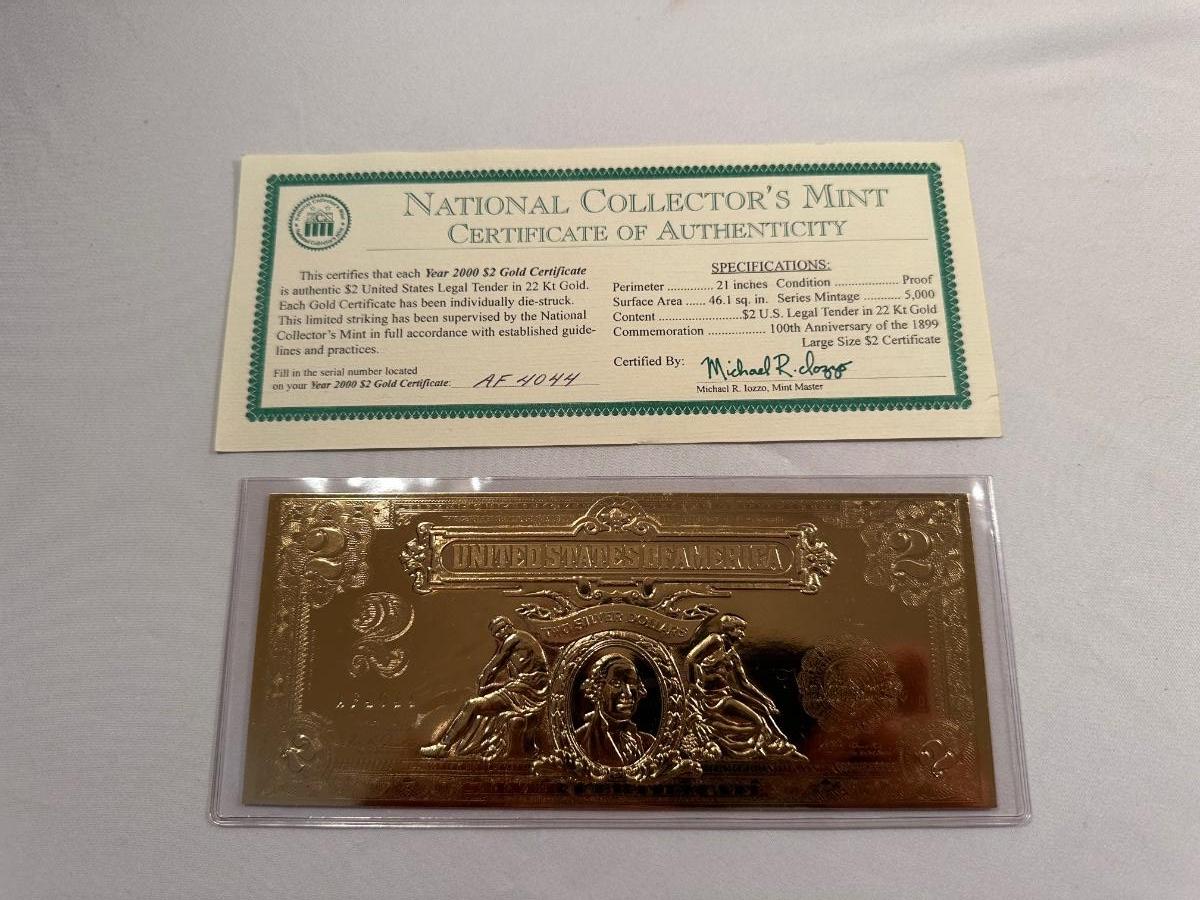 NATIONAL COLLECTOR'S MINT
CERTIFICATE OF AUTHENTICITY
This certifies that each Year 2000 $2 Gold Certificate
is authentic $2 United States Legal Tender in 22 Kt Gold.
Each Gold Certificate has been individually die-struck.
This limited striking has been supervised by the National
Collector's Mint in full accordance with established guide-
lines and practices.
Fill in the serial number located
on your Year 2000 $2 Gold Certificate: AF 4044
SPECIFICATIONS:
Perimeter ............. 21 inches Condition .................... Proof
Surface Area ...... 46.1 sq. in. Series Mintage ........... 5,000
Content ........................$2 U.S. Legal Tender in 22 Kt Gold
Commemoration ................ 100th Anniversary of the 1899
Large Size $2 Certificate
Certified By: Michael R. Iozzo
Michael R. Iozzo, Mint Master
2
UNITED STATES OF AMERICA
2
2
TWO SILVER DOLLARS
2
2